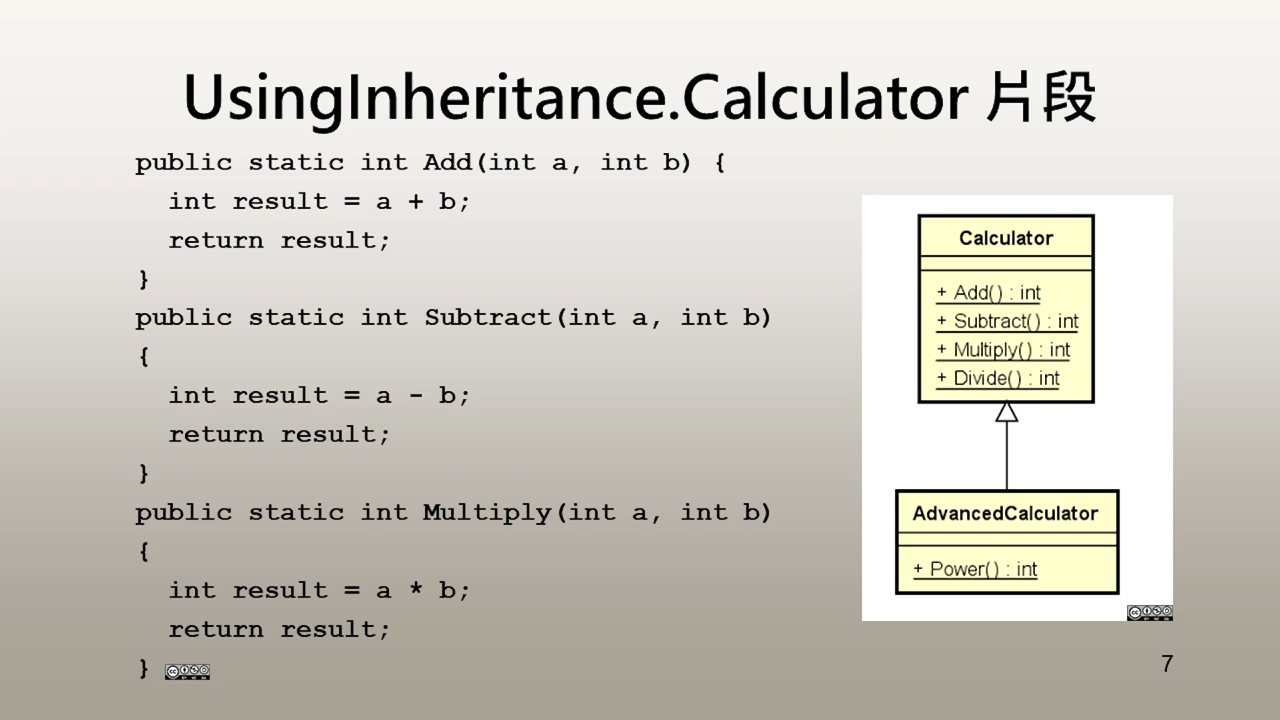 UsingInheritance.Calculator 片段
public static int Add(int a, int b) {
int result = a + b;
return result;
}
public static int Subtract(int a, int b)
{
int result = a - b;
return result;
}
public static int Multiply(int a, int b)
{
int result = a * b;
return result;
}
Calculator
+ Add() : int
+ Subtract() : int
+ Multiply() : int
+ Divide() : int
AdvancedCalculator
+ Power() : int
7